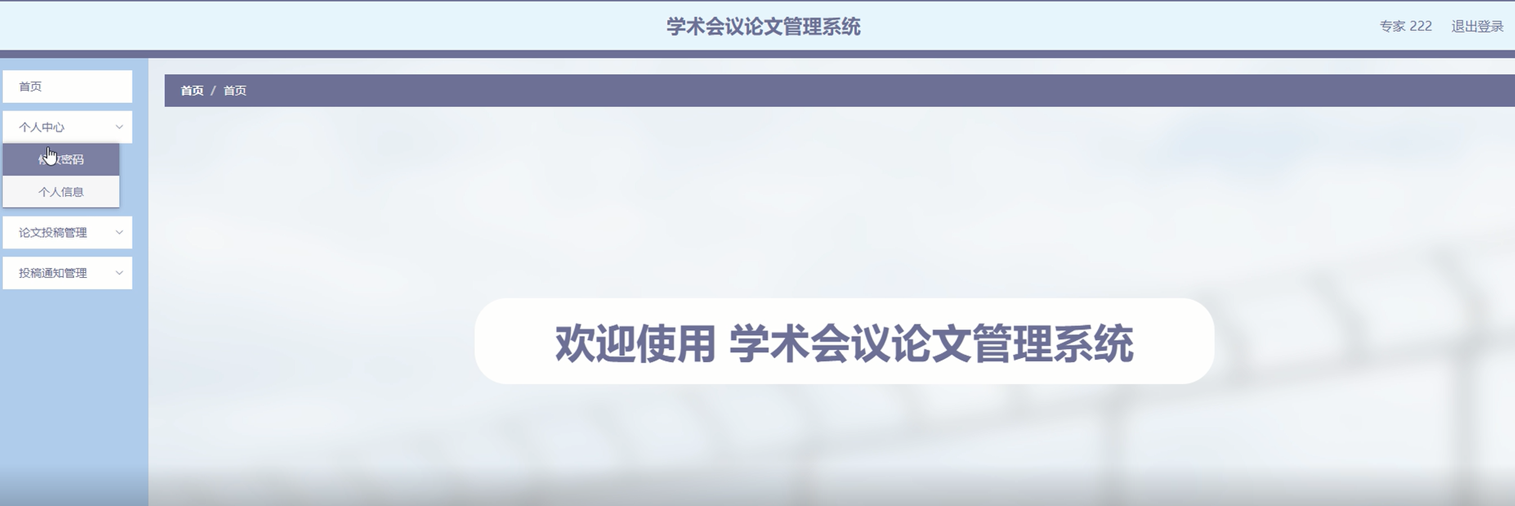 学术会议论文管理系统
专家 222 退出登录
首页
首页 / 首页
个人中心
密码
个人信息
论文投稿管理
投稿通知管理
欢迎使用 学术会议论文管理系统